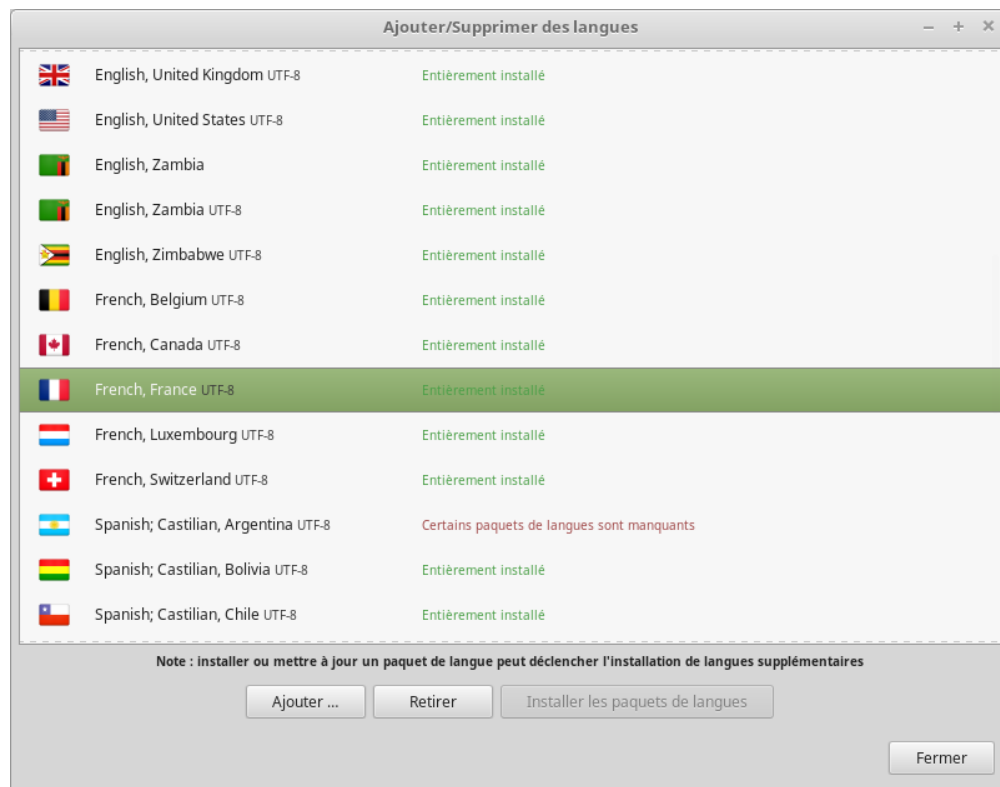 Ajouter/Supprimer des langues
English, United Kingdom UTF-8 Entièrement installé
English, United States UTF-8 Entièrement installé
English, Zambia Entièrement installé
English, Zambia UTF-8 Entièrement installé
English, Zimbabwe UTF-8 Entièrement installé
French, Belgium UTF-8 Entièrement installé
French, Canada UTF-8 Entièrement installé
French, France UTF-8 Entièrement installé
French, Luxembourg UTF-8 Entièrement installé
French, Switzerland UTF-8 Entièrement installé
Spanish; Castilian, Argentina UTF-8 Certains paquets de langues sont manquants
Spanish; Castilian, Bolivia UTF-8 Entièrement installé
Spanish; Castilian, Chile UTF-8 Entièrement installé
Note : installer ou mettre à jour un paquet de langue peut déclencher l'installation de langues supplémentaires
Ajouter ... Retirer Installer les paquets de langues
Fermer